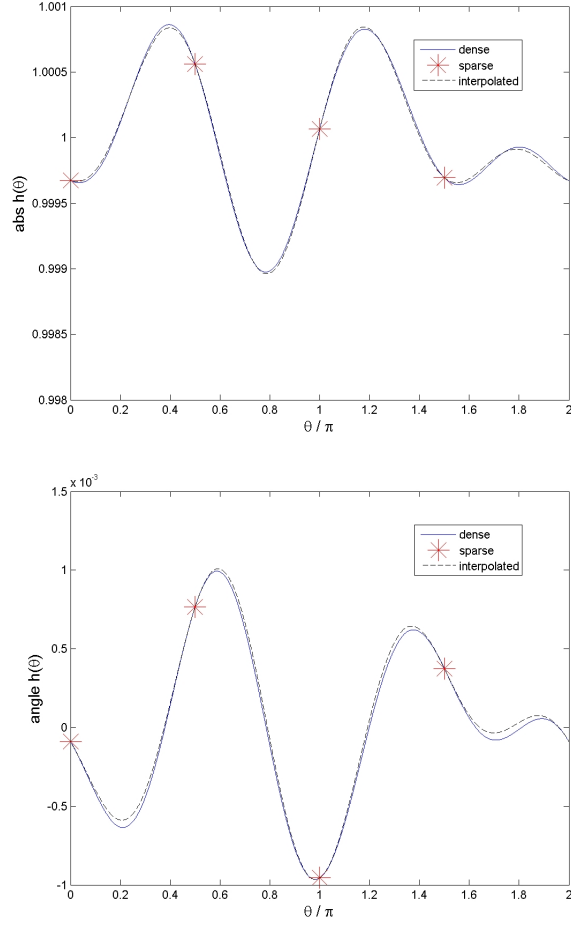 1.001
1.0005
1
0.9995
0.999
0.9985
0.998
abs h(θ)
dense
sparse
interpolated
0 0.2 0.4 0.6 0.8 1 1.2 1.4 1.6 1.8 2
θ / π
x 10⁻³
1.5
1
0.5
0
-0.5
-1
angle h(θ)
dense
sparse
interpolated
0 0.2 0.4 0.6 0.8 1 1.2 1.4 1.6 1.8 2
θ / π